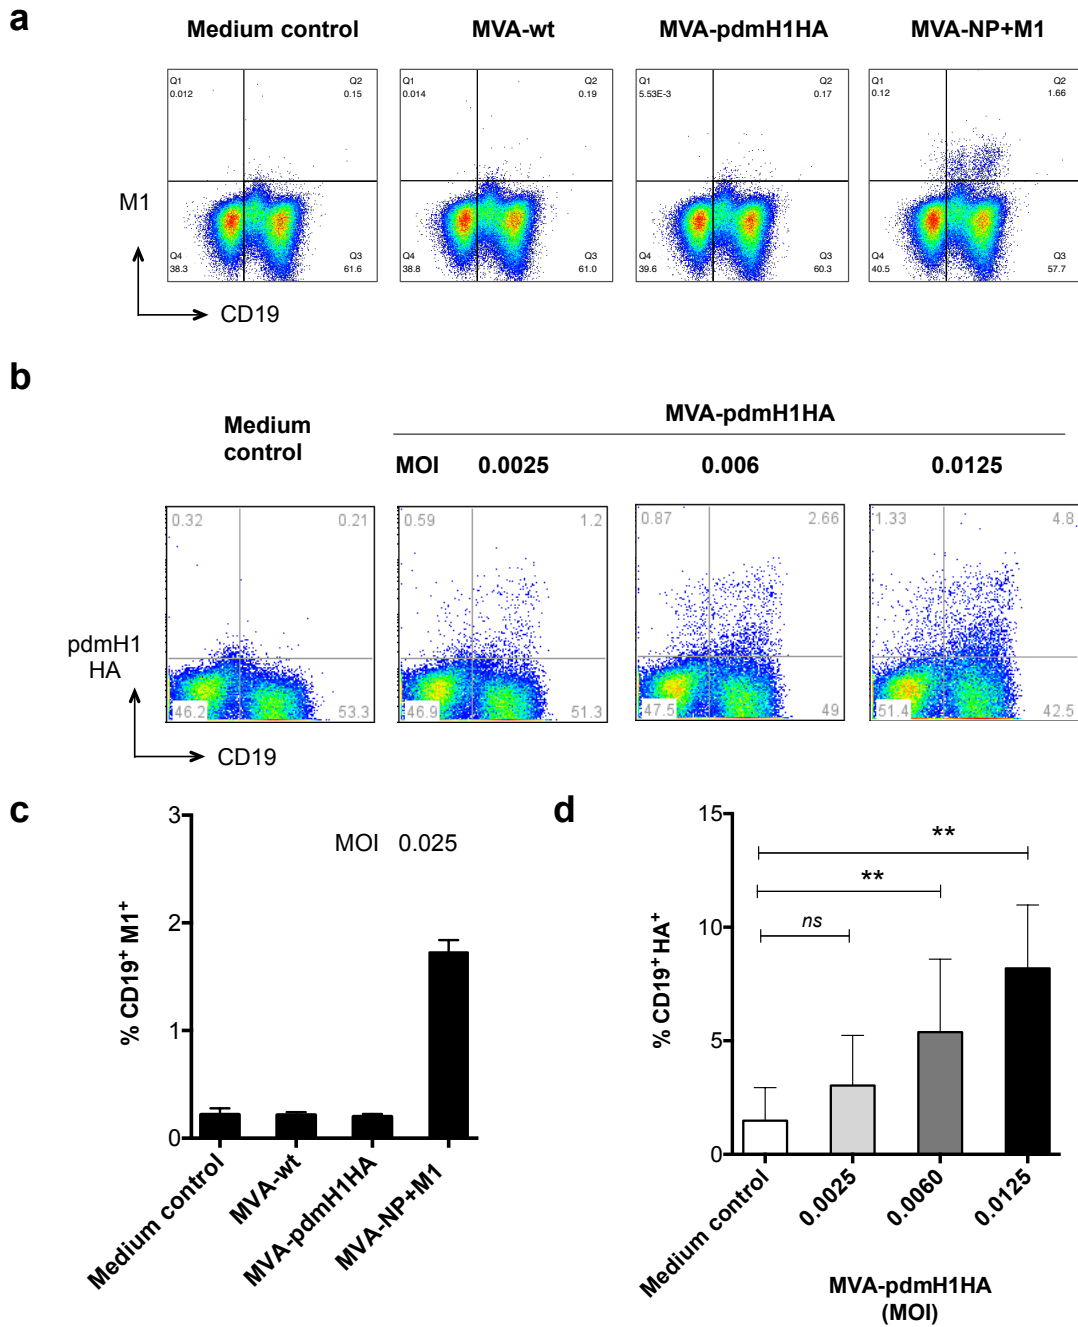 a
Medium control MVA-wt MVA-pdmH1HA MVA-NP+M1
Q1 Q2 Q1 Q2 Q1 Q2 Q1 Q2
0.012 0.15 0.014 0.19 5.53E-3 0.17 0.12 1.66
M1
Q4 Q3 Q4 Q3 Q4 Q3 Q4 Q3
38.3 61.6 38.8 61.0 39.6 60.3 40.5 57.7
CD19
b
MVA-pdmH1HA
Medium
control
MOI 0.0025 0.006 0.0125
0.32 0.21 0.59 1.2 0.87 2.66 1.33 4.8
pdmH1
HA
46.2 53.3 46.9 51.3 47.5 49 51.4 42.5
CD19
c
MOI 0.025
3
2
1
0
% CD19+ M1+
Medium control
MVA-wt
MVA-pdmH1HA
MVA-NP+M1
d
15
10
5
0
% CD19+ HA+
**
**
ns
Medium control
0.0025
0.0060
0.0125
MVA-pdmH1HA
(MOI)